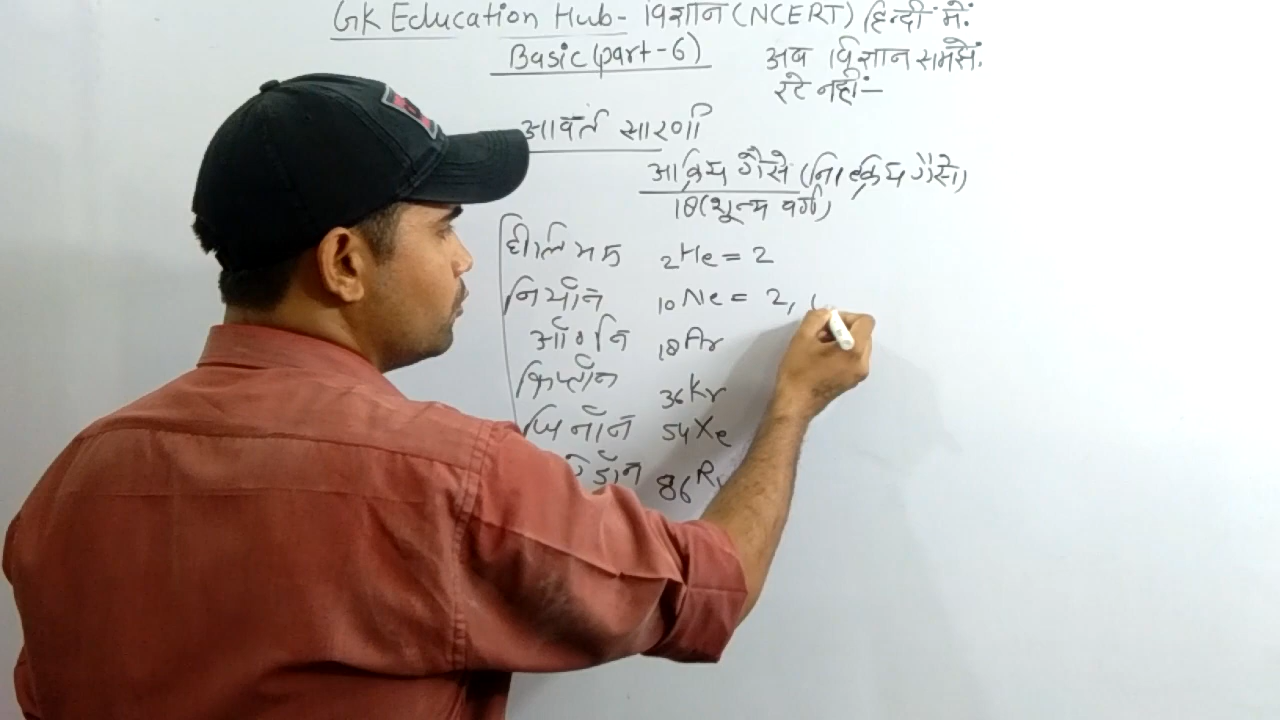 GK Education Hub - विज्ञान (NCERT) हिन्दी में.
Basic (part-6)
अब विज्ञान समझें.
रटे नहीं -
आवर्त सारणी
अक्रिय गैसे (निष्क्रिय गैसे)
18 (शून्य वर्ग)
हीलियम 2He = 2
नियॉन 10Ne = 2,
ऑर्गन 18Ar
क्रिप्टॉन 36Kr
जिनॉन 54Xe
रेडॉन 86R